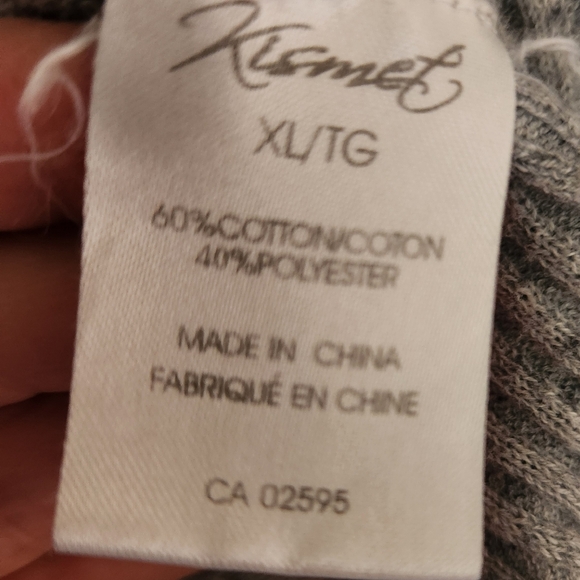 Kismet
XL/TG
60%COTTON/COTON
40%POLYESTER
MADE IN CHINA
FABRIQUÉ EN CHINE
CA 02595